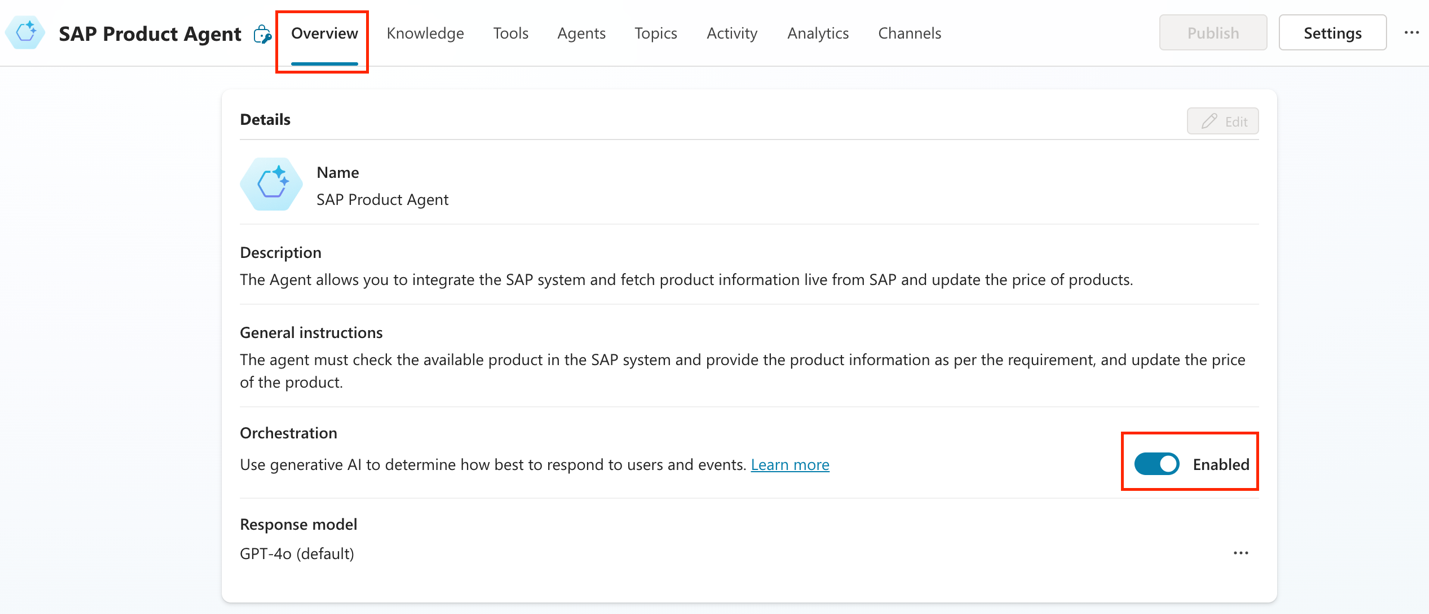 SAP Product Agent
Overview
Knowledge
Tools
Agents
Topics
Activity
Analytics
Channels
Publish
Settings
Details
Edit
Name
SAP Product Agent
Description
The Agent allows you to integrate the SAP system and fetch product information live from SAP and update the price of products.
General instructions
The agent must check the available product in the SAP system and provide the product information as per the requirement, and update the price
of the product.
Orchestration
Use generative AI to determine how best to respond to users and events. Learn more
Enabled
Response model
GPT-4o (default)